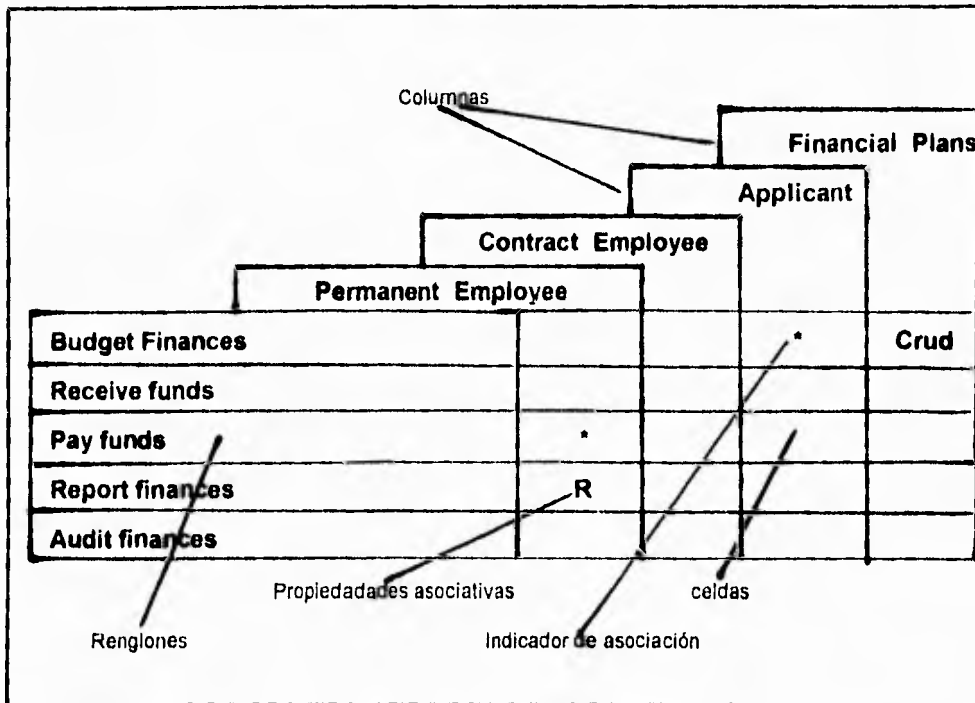 Columnas
Financial Plans
Applicant
Contract Employee
Permanent Employee
Budget Finances * Crud
Receive funds
Pay funds *
Report finances R
Audit finances
Propiedadades asociativas celdas
Renglones Indicador de asociación